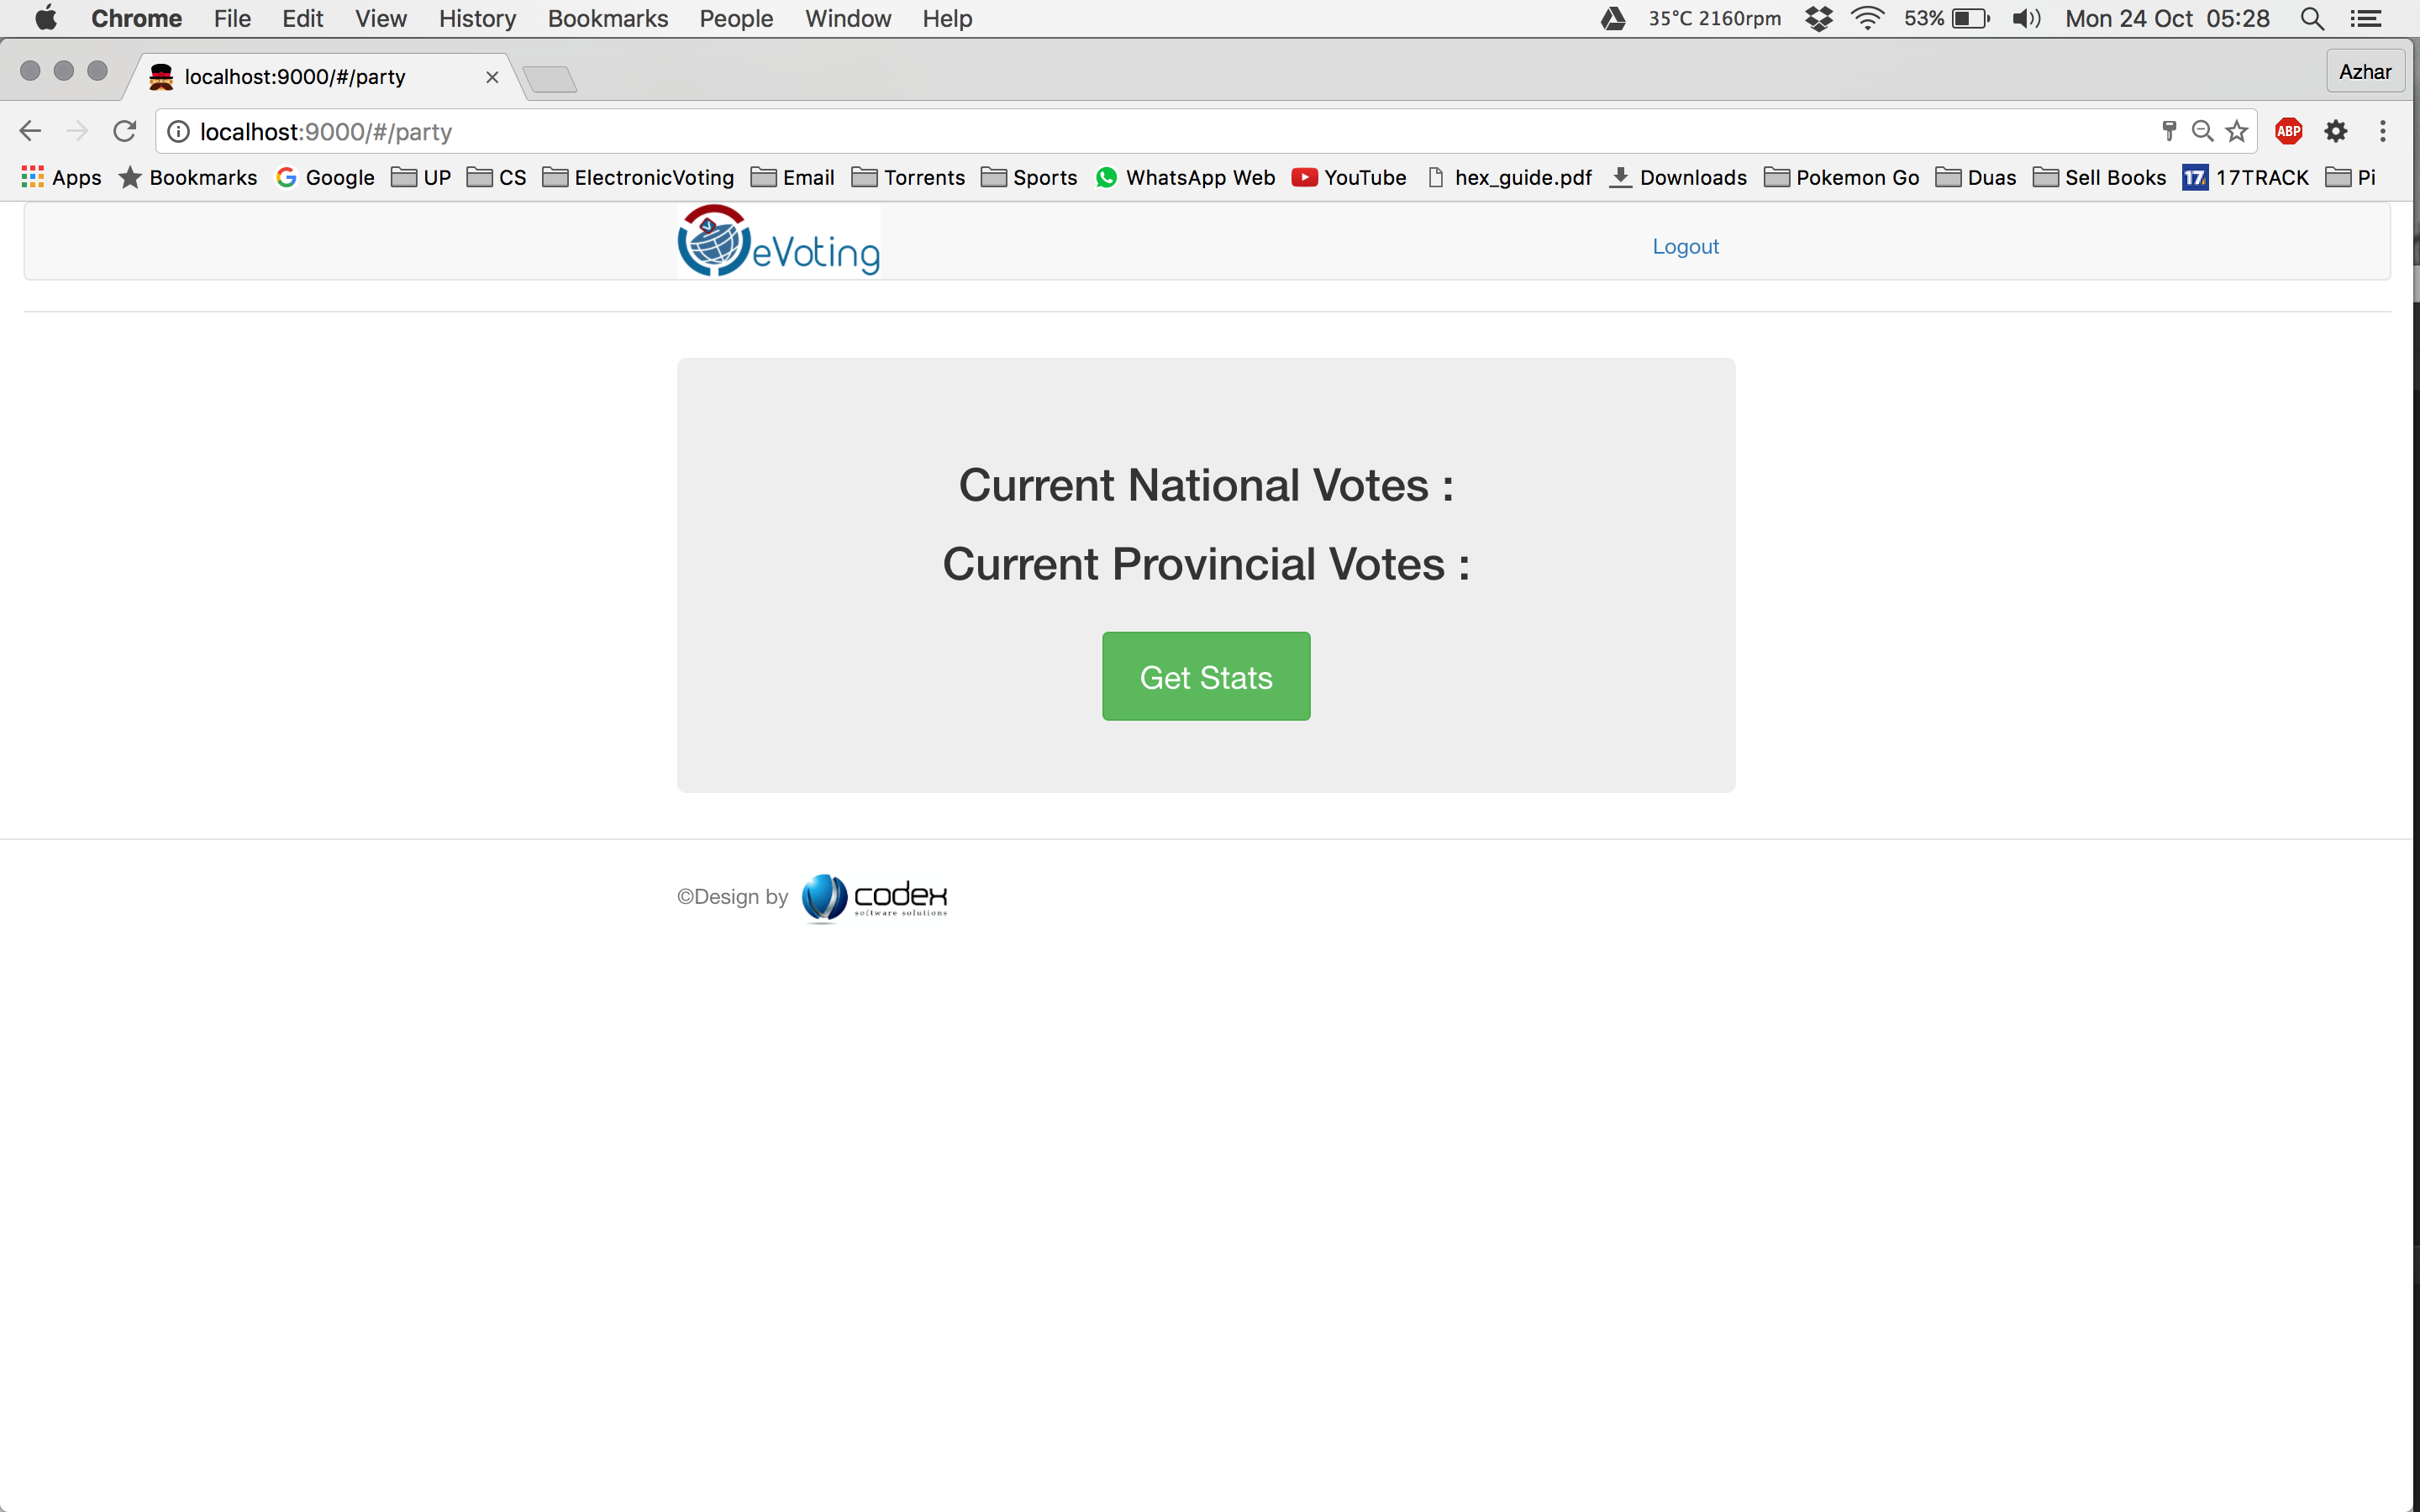 Chrome File Edit View History Bookmarks People Window Help 35°C 2160rpm 53% Mon 24 Oct 05:28
localhost:9000/#/party Azhar
localhost:9000/#/party ABP
Apps Bookmarks Google UP CS ElectronicVoting Email Torrents Sports WhatsApp Web YouTube hex_guide.pdf Downloads Pokemon Go Duas Sell Books 17 17TRACK Pi
eVoting Logout
Current National Votes :
Current Provincial Votes :
Get Stats
©Design by codex
software solutions